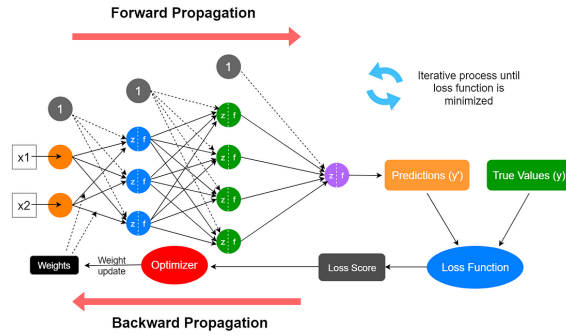 Forward Propagation
1
1
1
Iterative process until
loss function is
minimized
z f
z f
z f
z f
z f
z f
z f
z f
x1
x2
Predictions (y')
True Values (y)
Weights
Weight
update
Optimizer
Loss Score
Loss Function
Backward Propagation